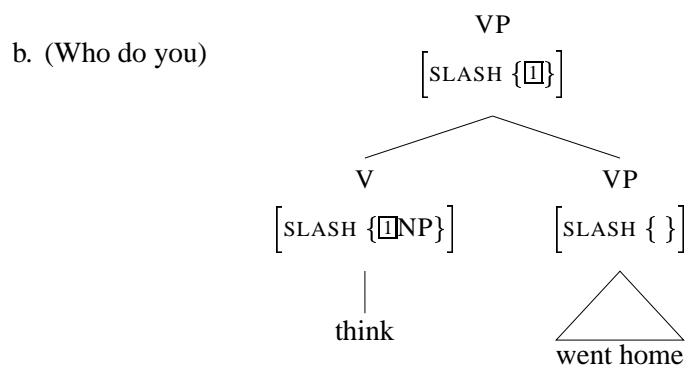 VP
b. (Who do you)
[SLASH {1}]
V VP
[SLASH {1NP}] [SLASH { }]
think
went home